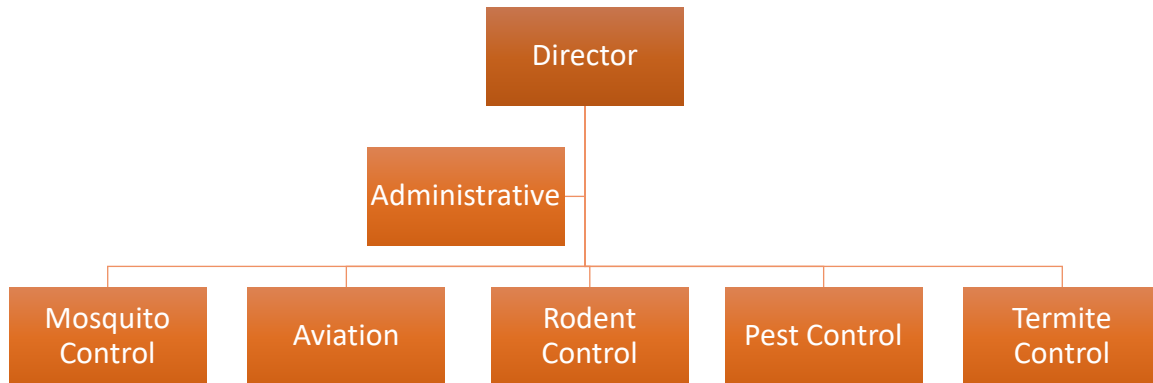 Director
Administrative
Mosquito
Control
Aviation
Rodent
Control
Pest Control
Termite
Control